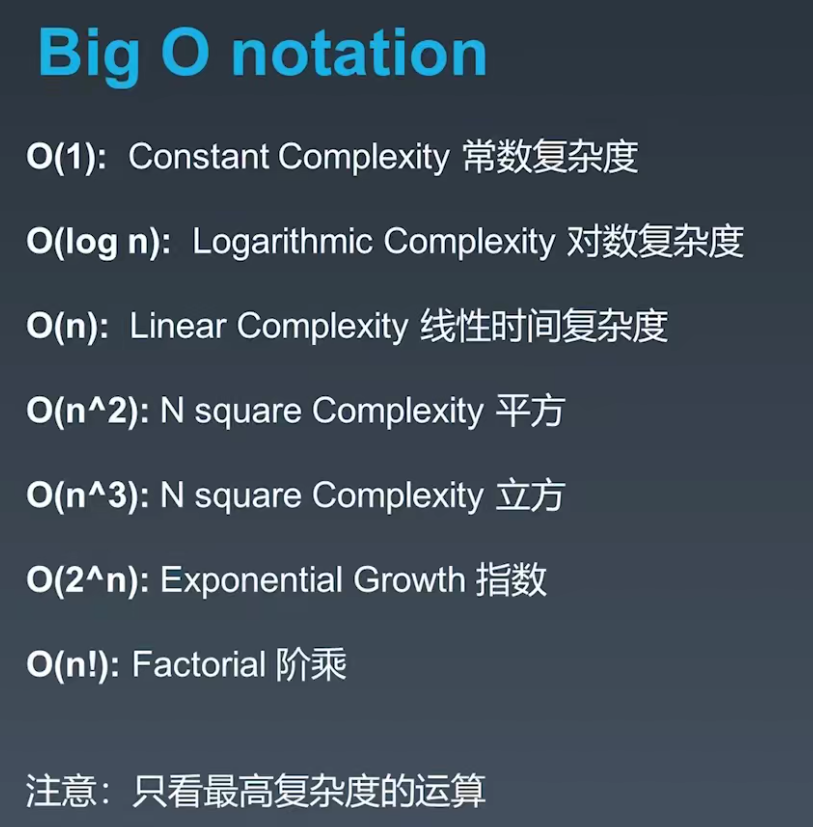 Big O notation
O(1): Constant Complexity 常数复杂度
O(log n): Logarithmic Complexity 对数复杂度
O(n): Linear Complexity 线性时间复杂度
O(n^2): N square Complexity 平方
O(n^3): N square Complexity 立方
O(2^n): Exponential Growth 指数
O(n!): Factorial 阶乘
注意：只看最高复杂度的运算